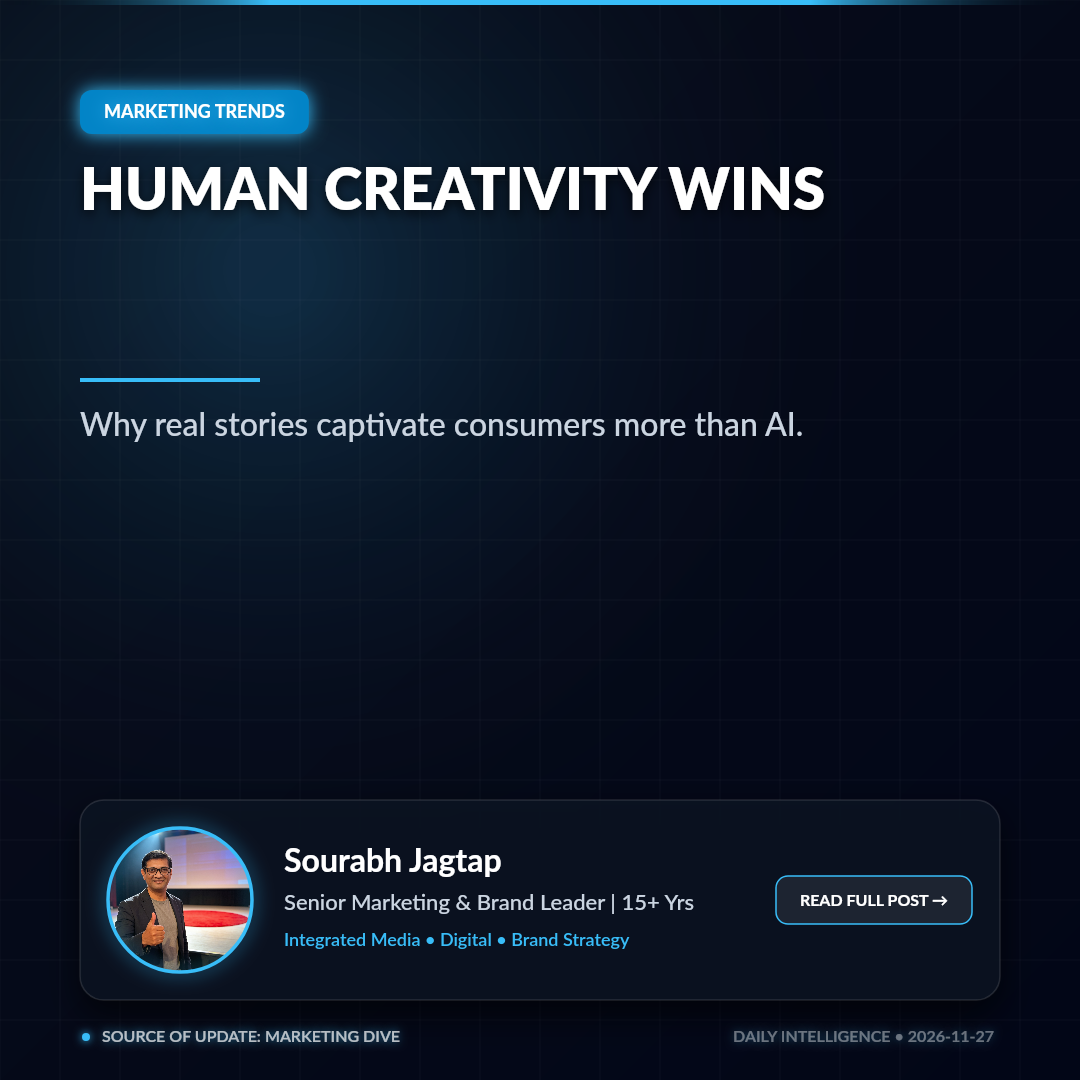 MARKETING TRENDS
HUMAN CREATIVITY WINS
Why real stories captivate consumers more than AI.
Sourabh Jagtap
Senior Marketing & Brand Leader | 15+ Yrs
Integrated Media • Digital • Brand Strategy
READ FULL POST →
SOURCE OF UPDATE: MARKETING DIVE
DAILY INTELLIGENCE • 2026-11-27